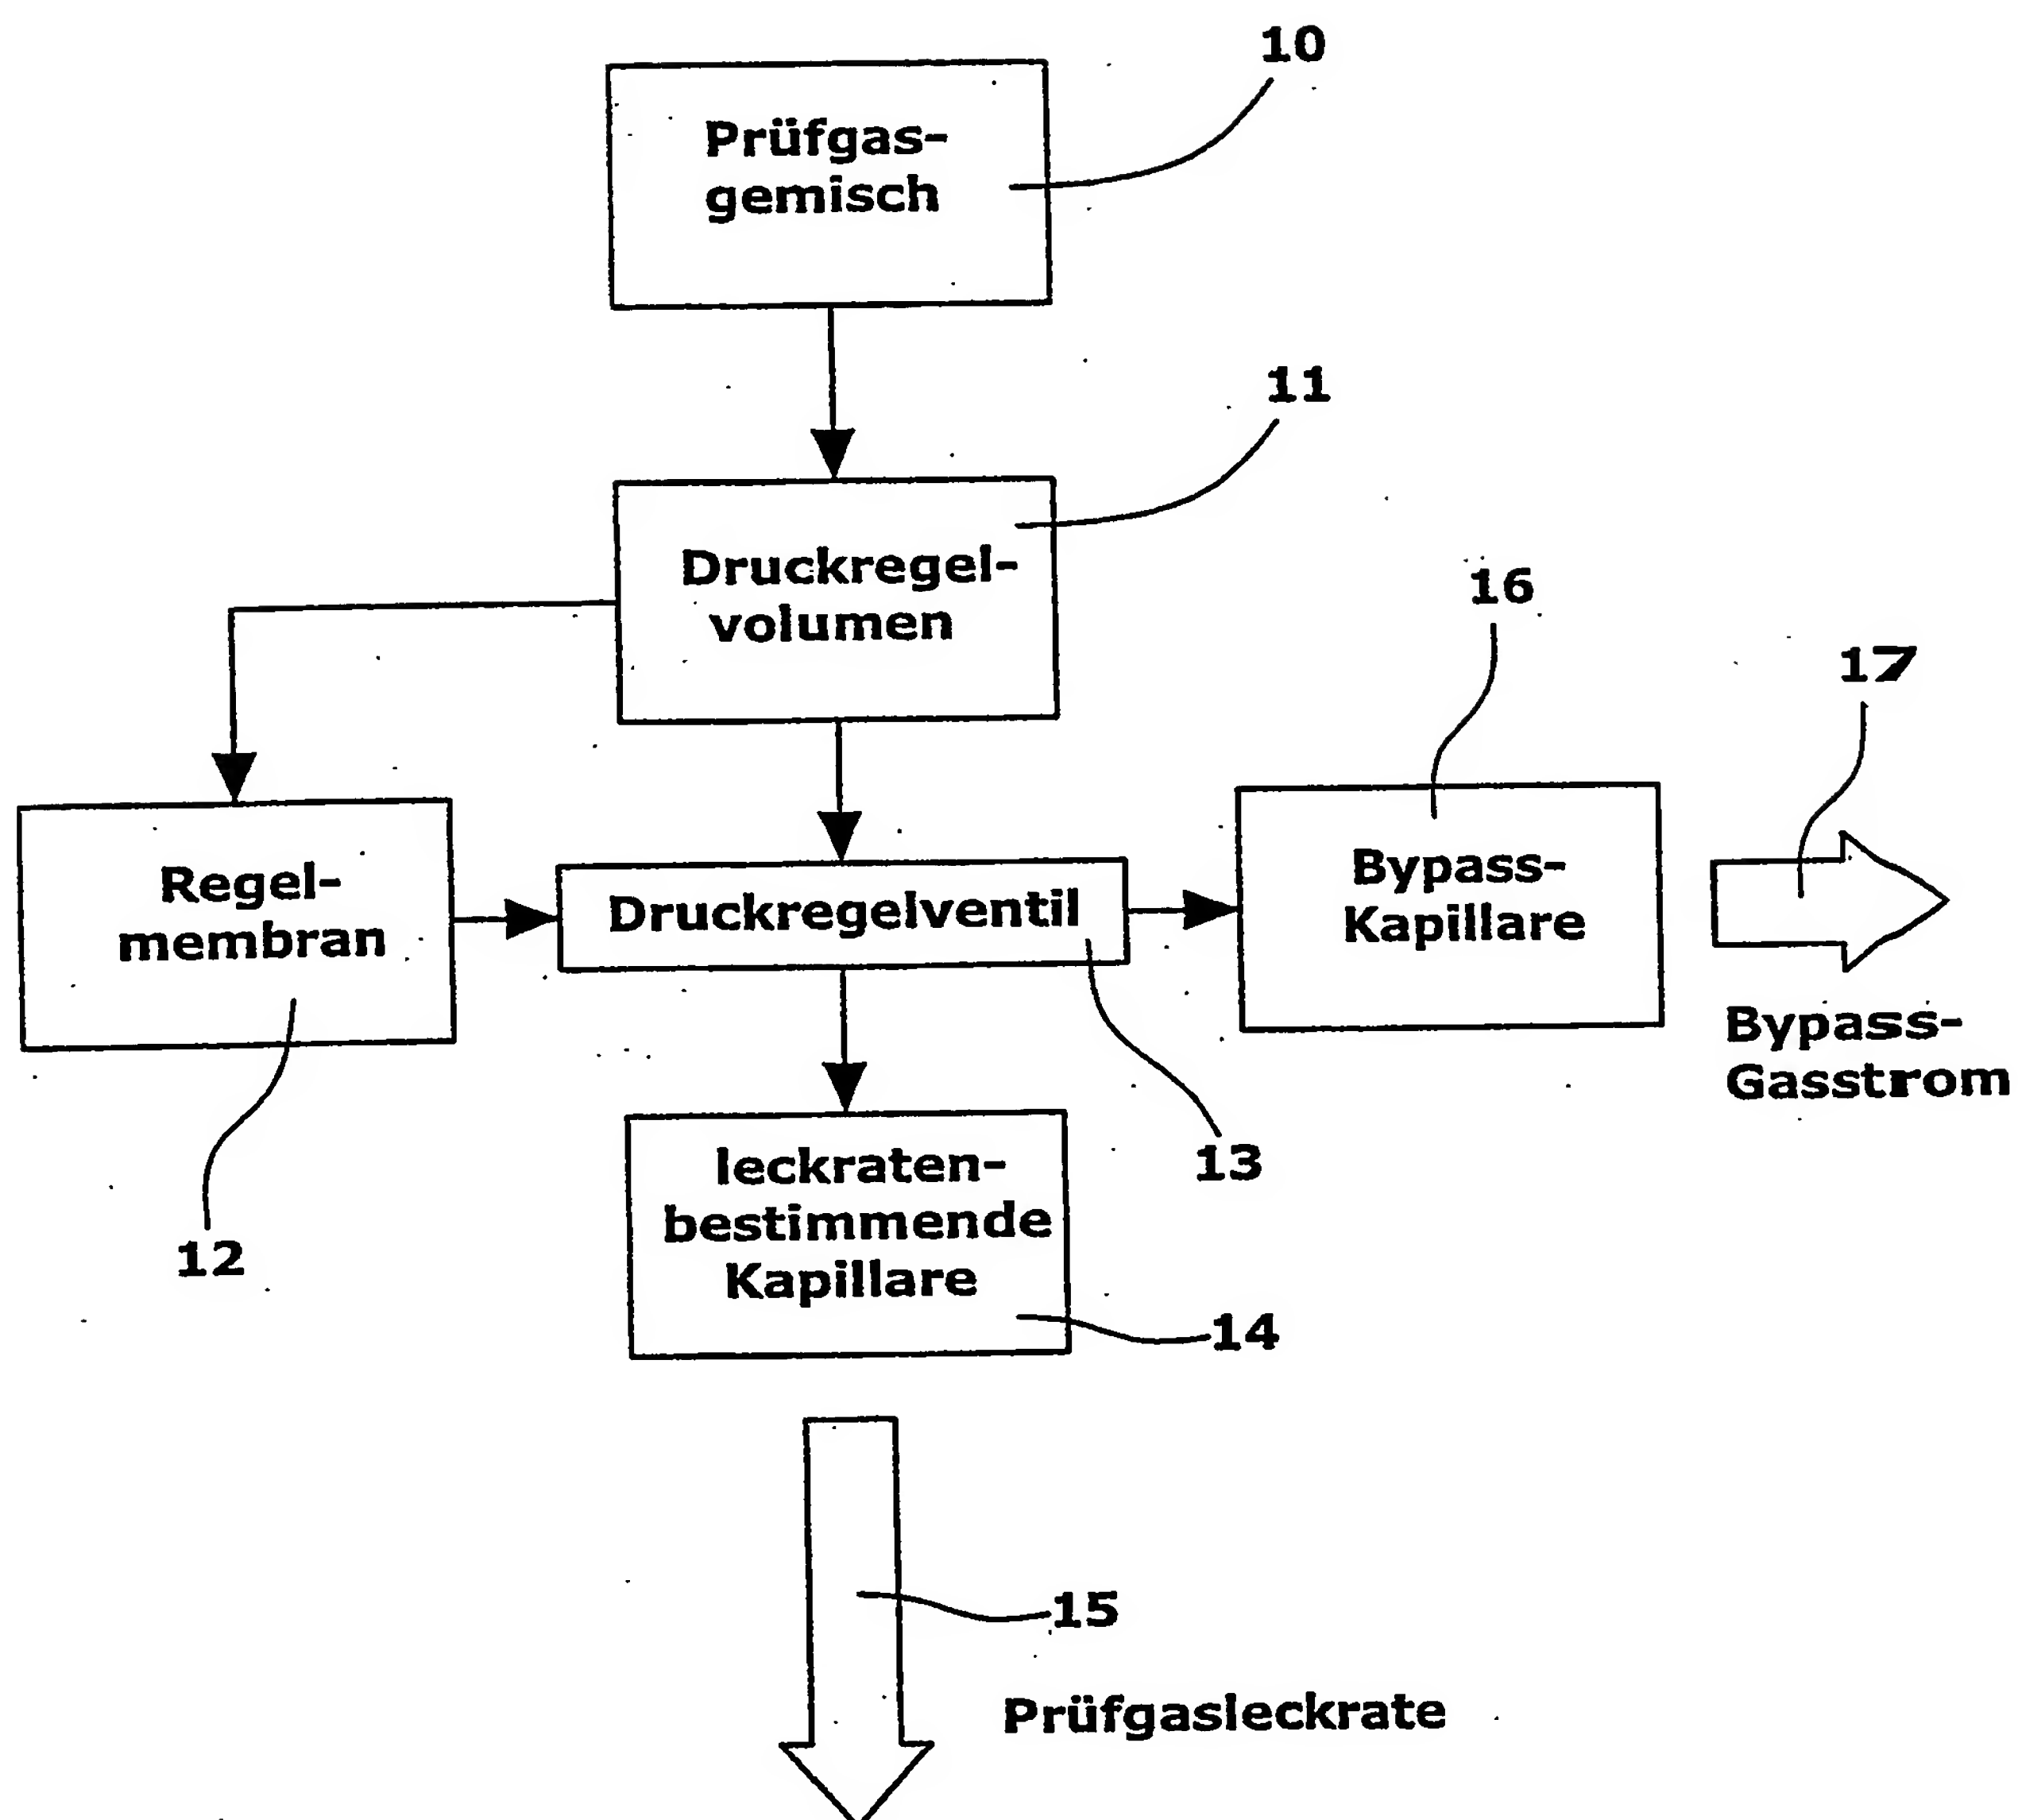 10
Prüfgas-
gemisch
11
Druckregel-
volumen
16
17
Regel-
membran
Druckregelventil
Bypass-
Kapillare
Bypass-
Gasstrom
13
12
leckraten-
bestimmende
Kapillare
14
15
Prüfgasleckrate